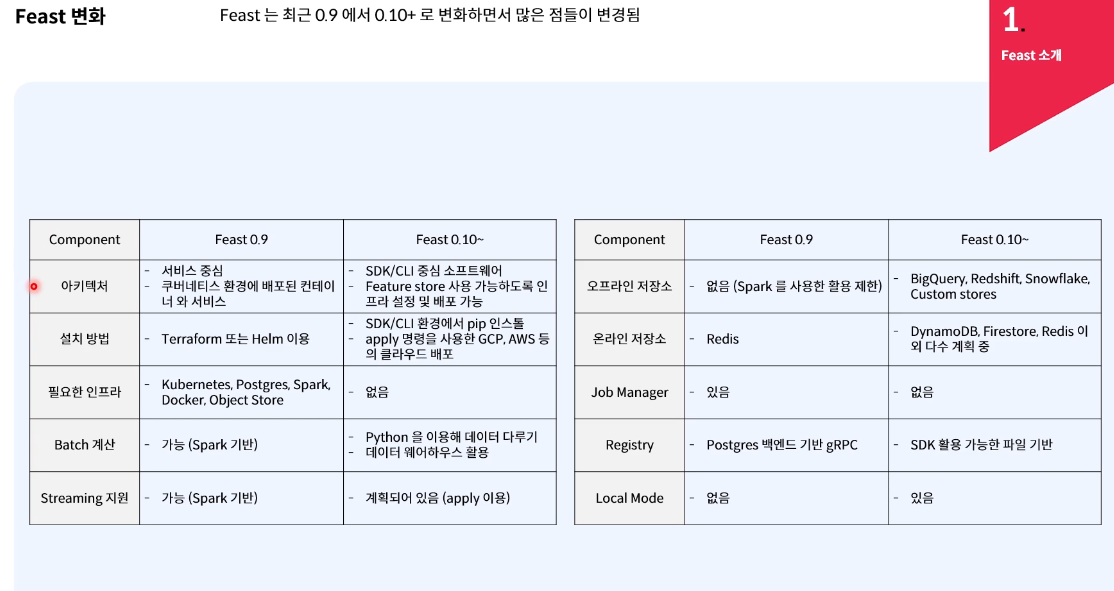 Feast 변화
Feast 는 최근 0.9 에서 0.10+ 로 변화하면서 많은 점들이 변경됨
1.
Feast 소개
Component
Feast 0.9
Feast 0.10~
아키텍처
- 서비스 중심
- 쿠버네티스 환경에 배포된 컨테이
너 와 서비스
- SDK/CLI 중심 소프트웨어
- Feature store 사용 가능하도록 인
프라 설정 및 배포 가능
설치 방법
- Terraform 또는 Helm 이용
- SDK/CLI 환경에서 pip 인스톨
- apply 명령을 사용한 GCP, AWS 등
의 클라우드 배포
필요한 인프라
- Kubernetes, Postgres, Spark,
Docker, Object Store
- 없음
Batch 계산
- 가능 (Spark 기반)
- Python 을 이용해 데이터 다루기
- 데이터 웨어하우스 활용
Streaming 지원
- 가능 (Spark 기반)
- 계획되어 있음 (apply 이용)
Component
Feast 0.9
Feast 0.10~
오프라인 저장소
- 없음 (Spark 를 사용한 활용 제한)
- BigQuery, Redshift, Snowflake,
Custom stores
온라인 저장소
- Redis
- DynamoDB, Firestore, Redis 이
외 다수 계획 중
Job Manager
- 있음
- 없음
Registry
- Postgres 백엔드 기반 gRPC
- SDK 활용 가능한 파일 기반
Local Mode
- 없음
- 있음